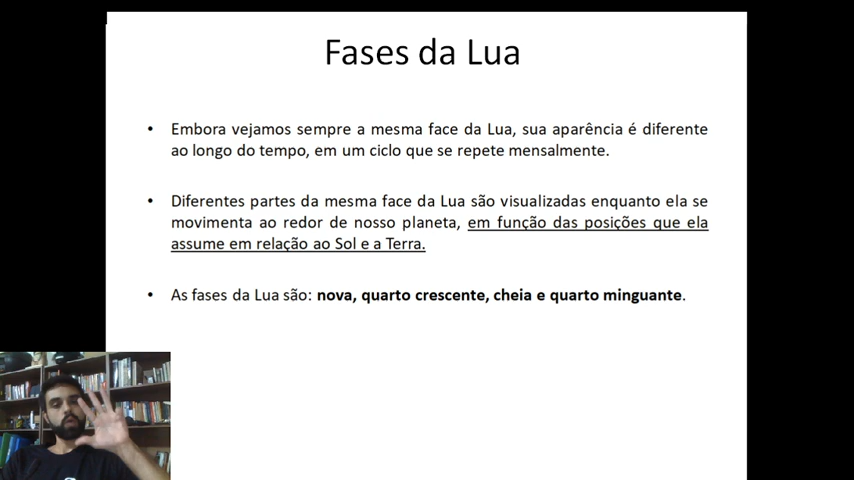 Fases da Lua
• Embora vejamos sempre a mesma face da Lua, sua aparência é diferente
ao longo do tempo, em um ciclo que se repete mensalmente.
• Diferentes partes da mesma face da Lua são visualizadas enquanto ela se
movimenta ao redor de nosso planeta, em função das posições que ela
assume em relação ao Sol e a Terra.
• As fases da Lua são: nova, quarto crescente, cheia e quarto minguante.